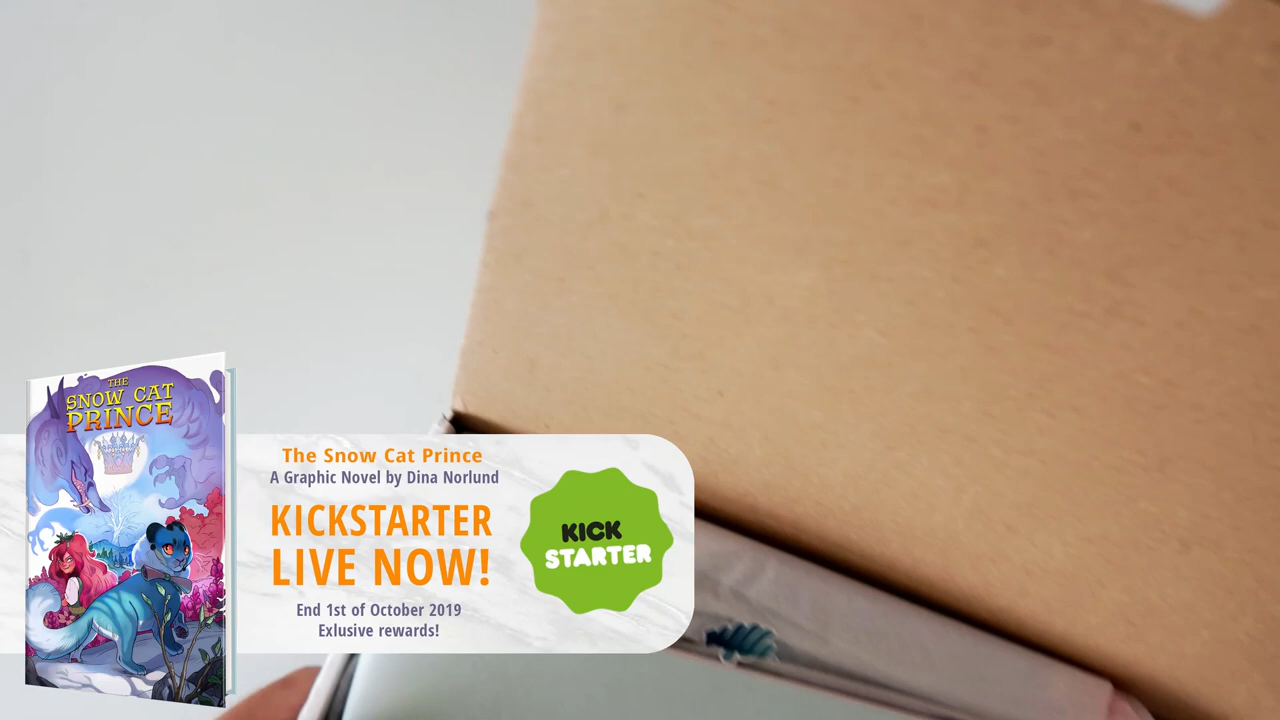 THE
SNOW CAT
PRINCE
The Snow Cat Prince
A Graphic Novel by Dina Norlund
KICKSTARTER
LIVE NOW!
End 1st of October 2019
Exlusive rewards!
KICK
STARTER